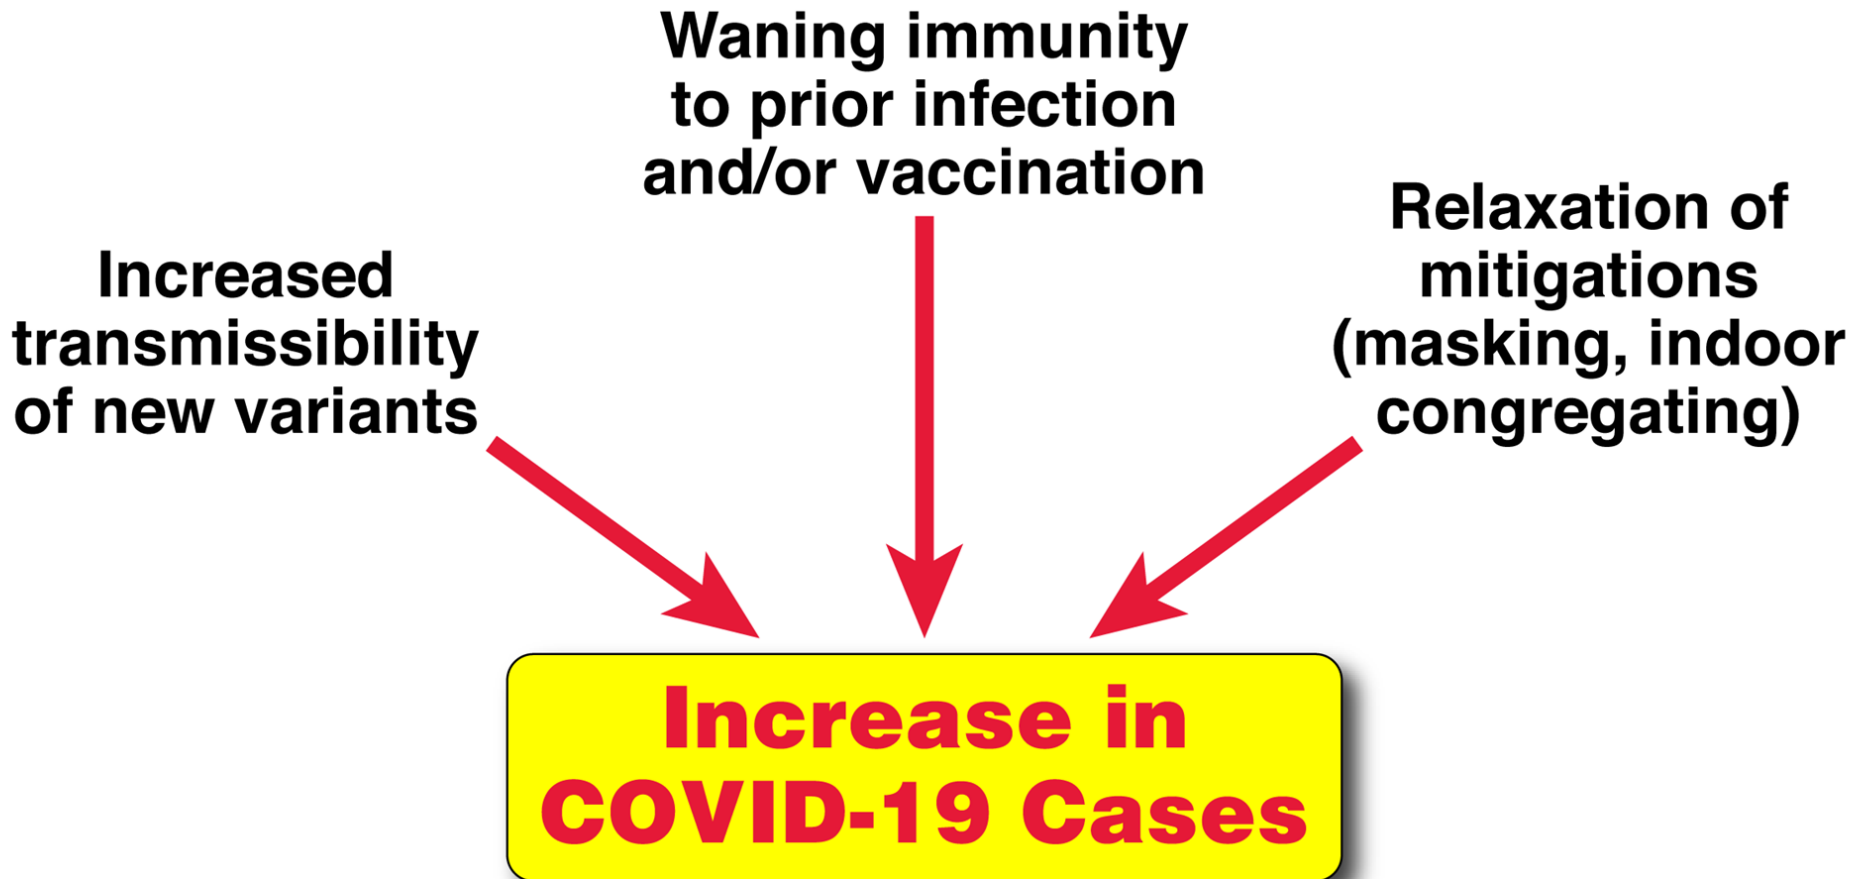 Waning immunity
to prior infection
and/or vaccination
Increased
transmissibility
of new variants
Relaxation of
mitigations
(masking, indoor
congregating)
Increase in
COVID-19 Cases